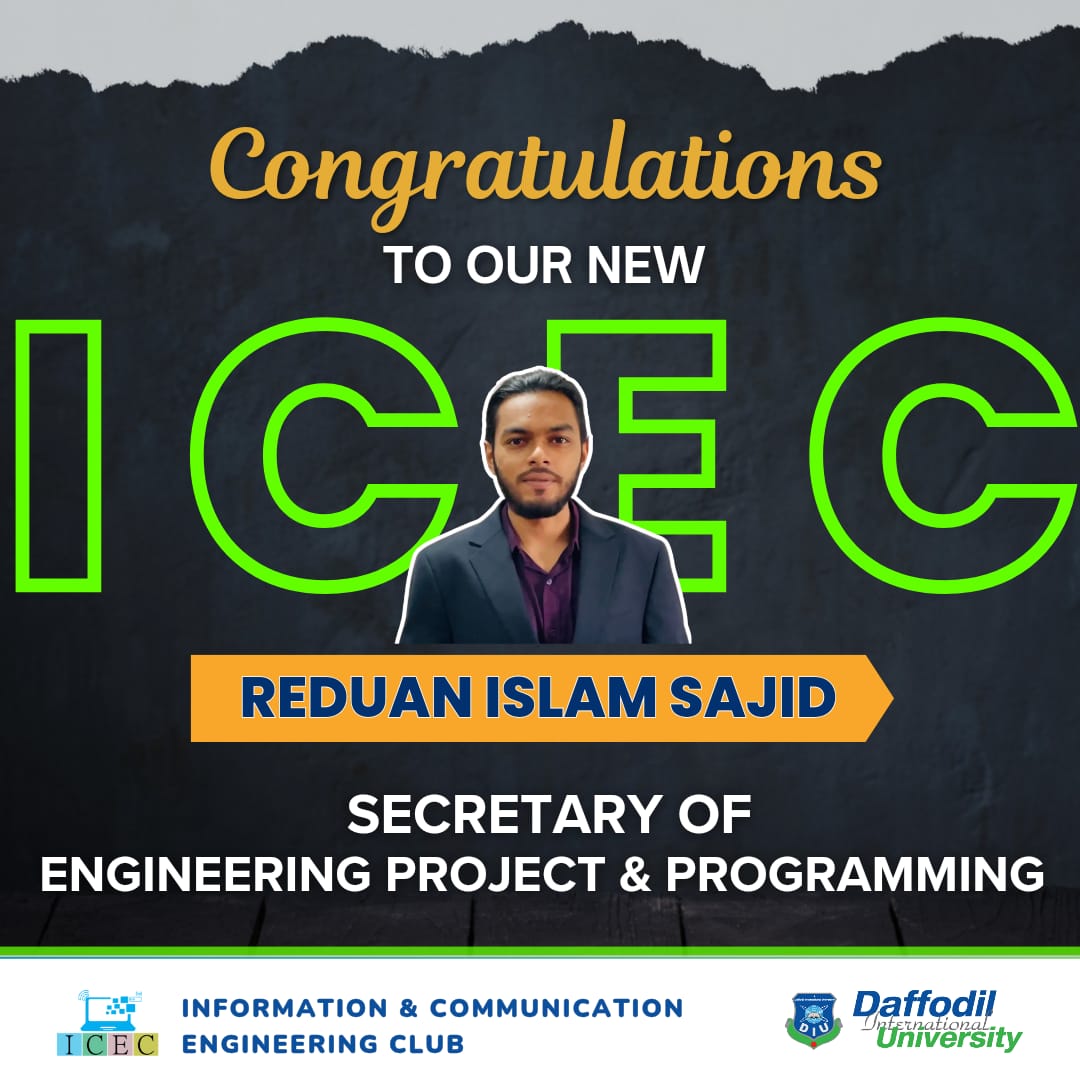 Congratulations
TO OUR NEW
ICEC
REDUAN ISLAM SAJID
SECRETARY OF
ENGINEERING PROJECT & PROGRAMMING
ICEC
INFORMATION & COMMUNICATION
ENGINEERING CLUB
DIU
Daffodil
International
University